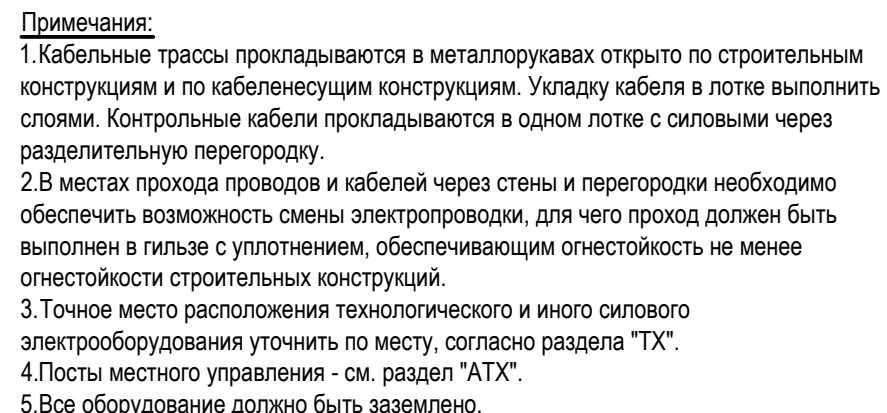 Примечания:
1.Кабельные трассы прокладываются в металлорукавах открыто по строительным
конструкциям и по кабеленесущим конструкциям. Укладку кабеля в лотке выполнить
слоями. Контрольные кабели прокладываются в одном лотке с силовыми через
разделительную перегородку.
2.В местах прохода проводов и кабелей через стены и перегородки необходимо
обеспечить возможность смены электропроводки, для чего проход должен быть
выполнен в гильзе с уплотнением, обеспечивающим огнестойкость не менее
огнестойкости строительных конструкций.
3.Точное место расположения технологического и иного силового
электрооборудования уточнить по месту, согласно раздела "ТХ".
4.Посты местного управления - см. раздел "АТХ".
5.Все оборудование должно быть заземлено.